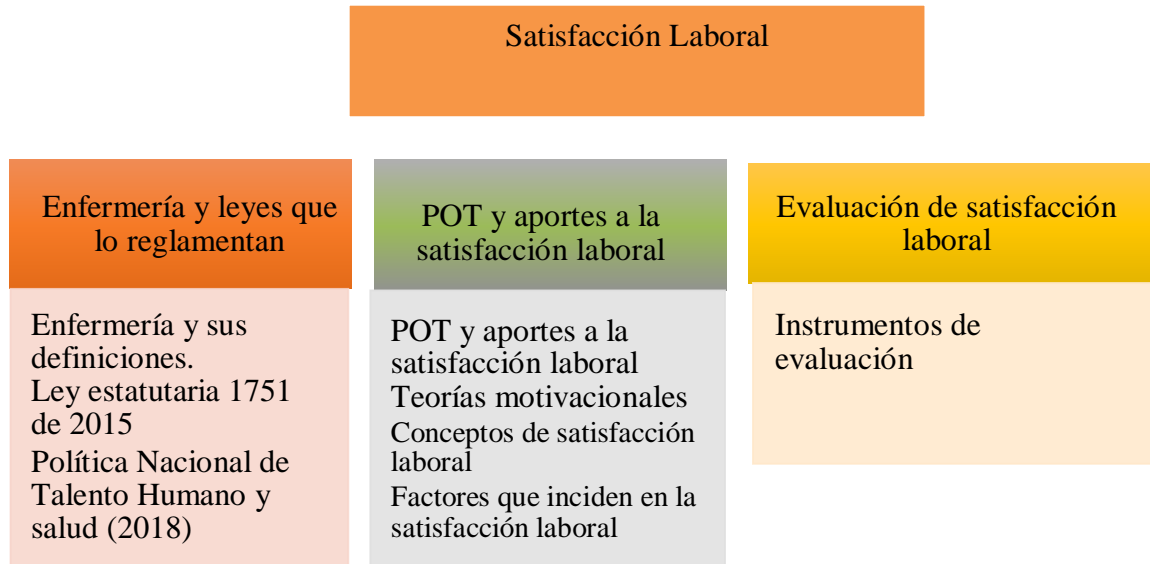 Satisfacción Laboral
Enfermería y leyes que
lo reglamentan
Enfermería y sus
definiciones.
Ley estatutaria 1751
de 2015
Política Nacional de
Talento Humano y
salud (2018)
POT y aportes a la
satisfacción laboral
POT y aportes a la
satisfacción laboral
Teorías motivacionales
Conceptos de satisfacción
laboral
Factores que inciden en la
satisfacción laboral
Evaluación de satisfacción
laboral
Instrumentos de
evaluación